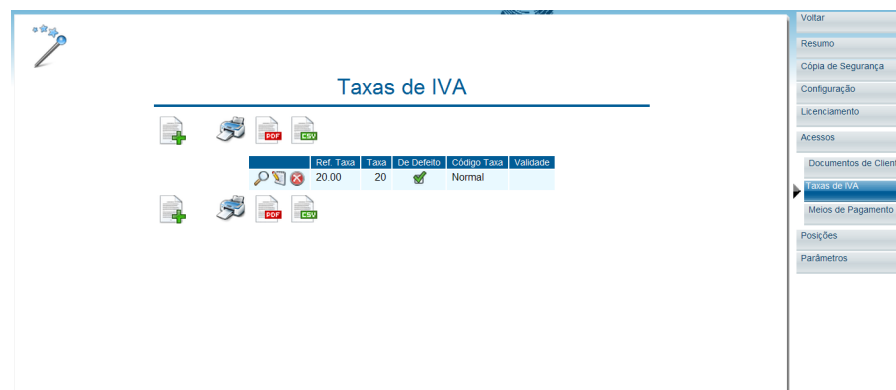 Voltar
Resumo
Cópia de Segurança
Configuração
Licenciamento
Acessos
Documentos de Client
Taxas de IVA
Meios de Pagamento
Posições
Parâmetros
Taxas de IVA
PDF CSV
Ref. Taxa Taxa De Defeito Código Taxa Validade
20.00 20 Normal
PDF CSV